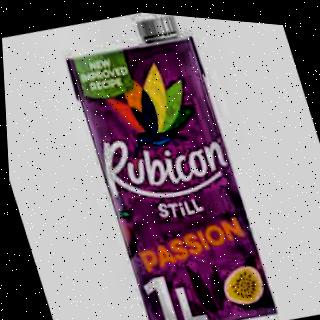 NEW
IMPROVED
RECIPE
Rubicon
STiLL
PASSION
1L